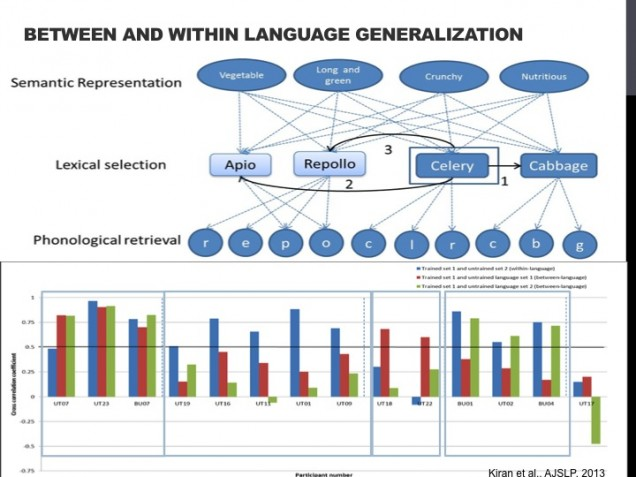 BETWEEN AND WITHIN LANGUAGE GENERALIZATION
Semantic Representation
Vegetable
Long and
green
Crunchy
Nutritious
3
Lexical selection
Apio
Repollo
Celery
Cabbage
2
1
Phonological retrieval
r e p o c l r c b g
Trained set 1 and untrained set 2 (within-language)
Trained set 1 and untrained language set 1 (between-language)
Trained set 1 and untrained language set 2 (between-language)
1
0.75
0.5
0.25
0
-0.25
-0.5
-0.75
Cross correlation coefficient
UT07 UT23 BU07 UT19 UT16 UT11 UT01 UT00 UT18 UT22 BU01 UT02 BU04 UT17
Participant number
Kiran et al., AJSLP, 2013